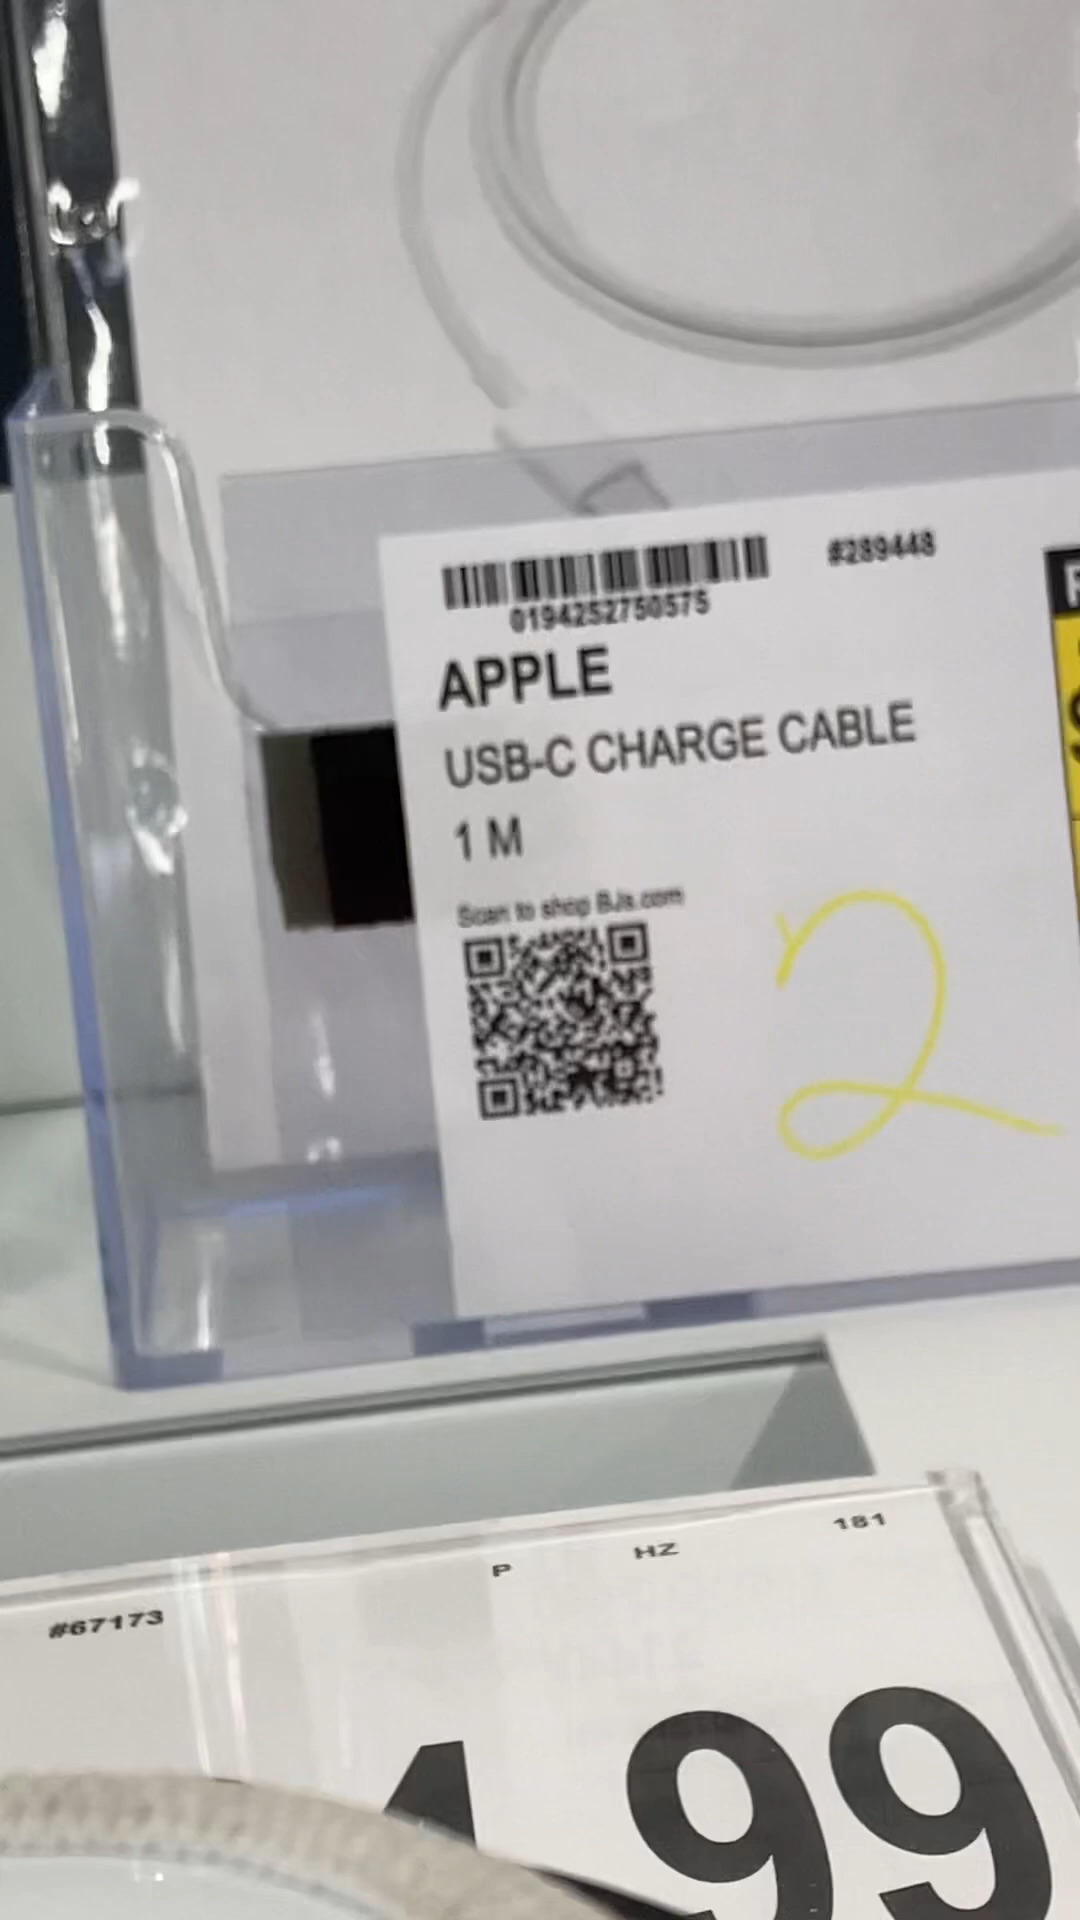 #289448
0194252750575
APPLE
USB-C CHARGE CABLE
1 M
Scan to shop BJs.com
2
P HZ 181
#67173
99